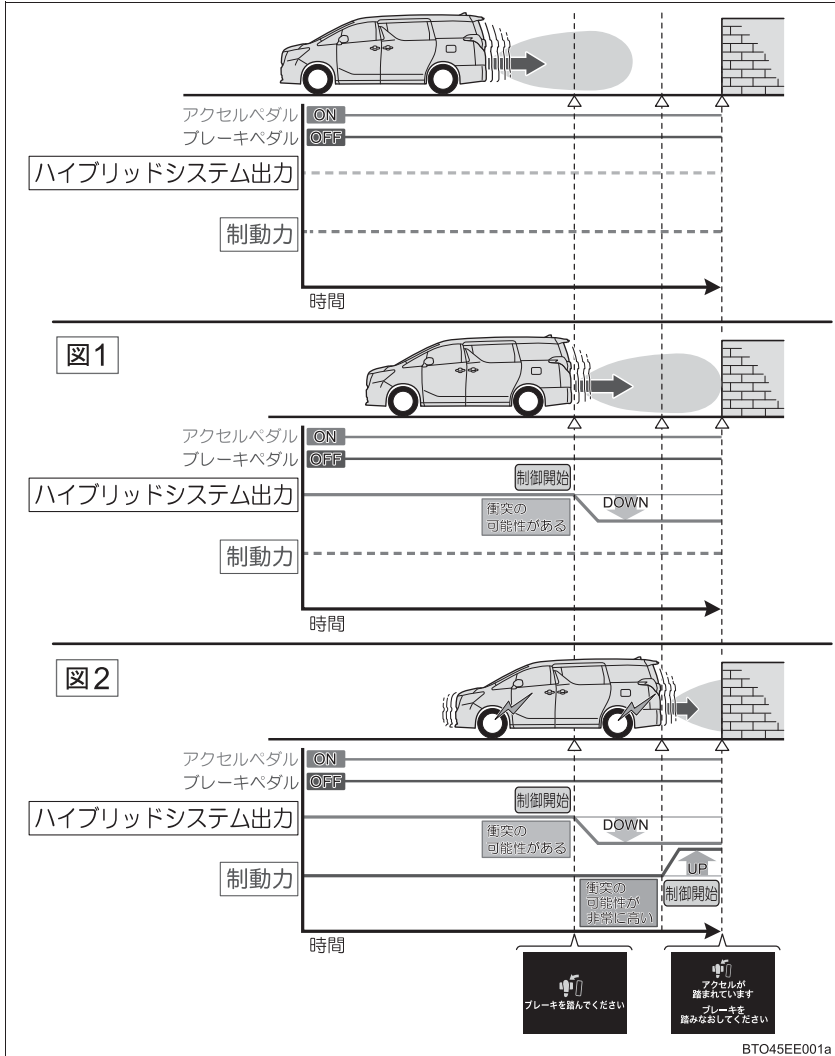 アクセルペダル ON
ブレーキペダル OFF
ハイブリッドシステム出力
制動力
時間
図1
アクセルペダル ON
ブレーキペダル OFF
制御開始
ハイブリッドシステム出力
衝突の
可能性がある
DOWN
制動力
時間
図2
アクセルペダル ON
ブレーキペダル OFF
制御開始
ハイブリッドシステム出力
衝突の
可能性がある
DOWN
制動力
UP
衝突の
可能性が
非常に高い
制御開始
時間
ブレーキを踏んでください
アクセルが
踏まれています
ブレーキを
踏みなおしてください
BTO45EE001a